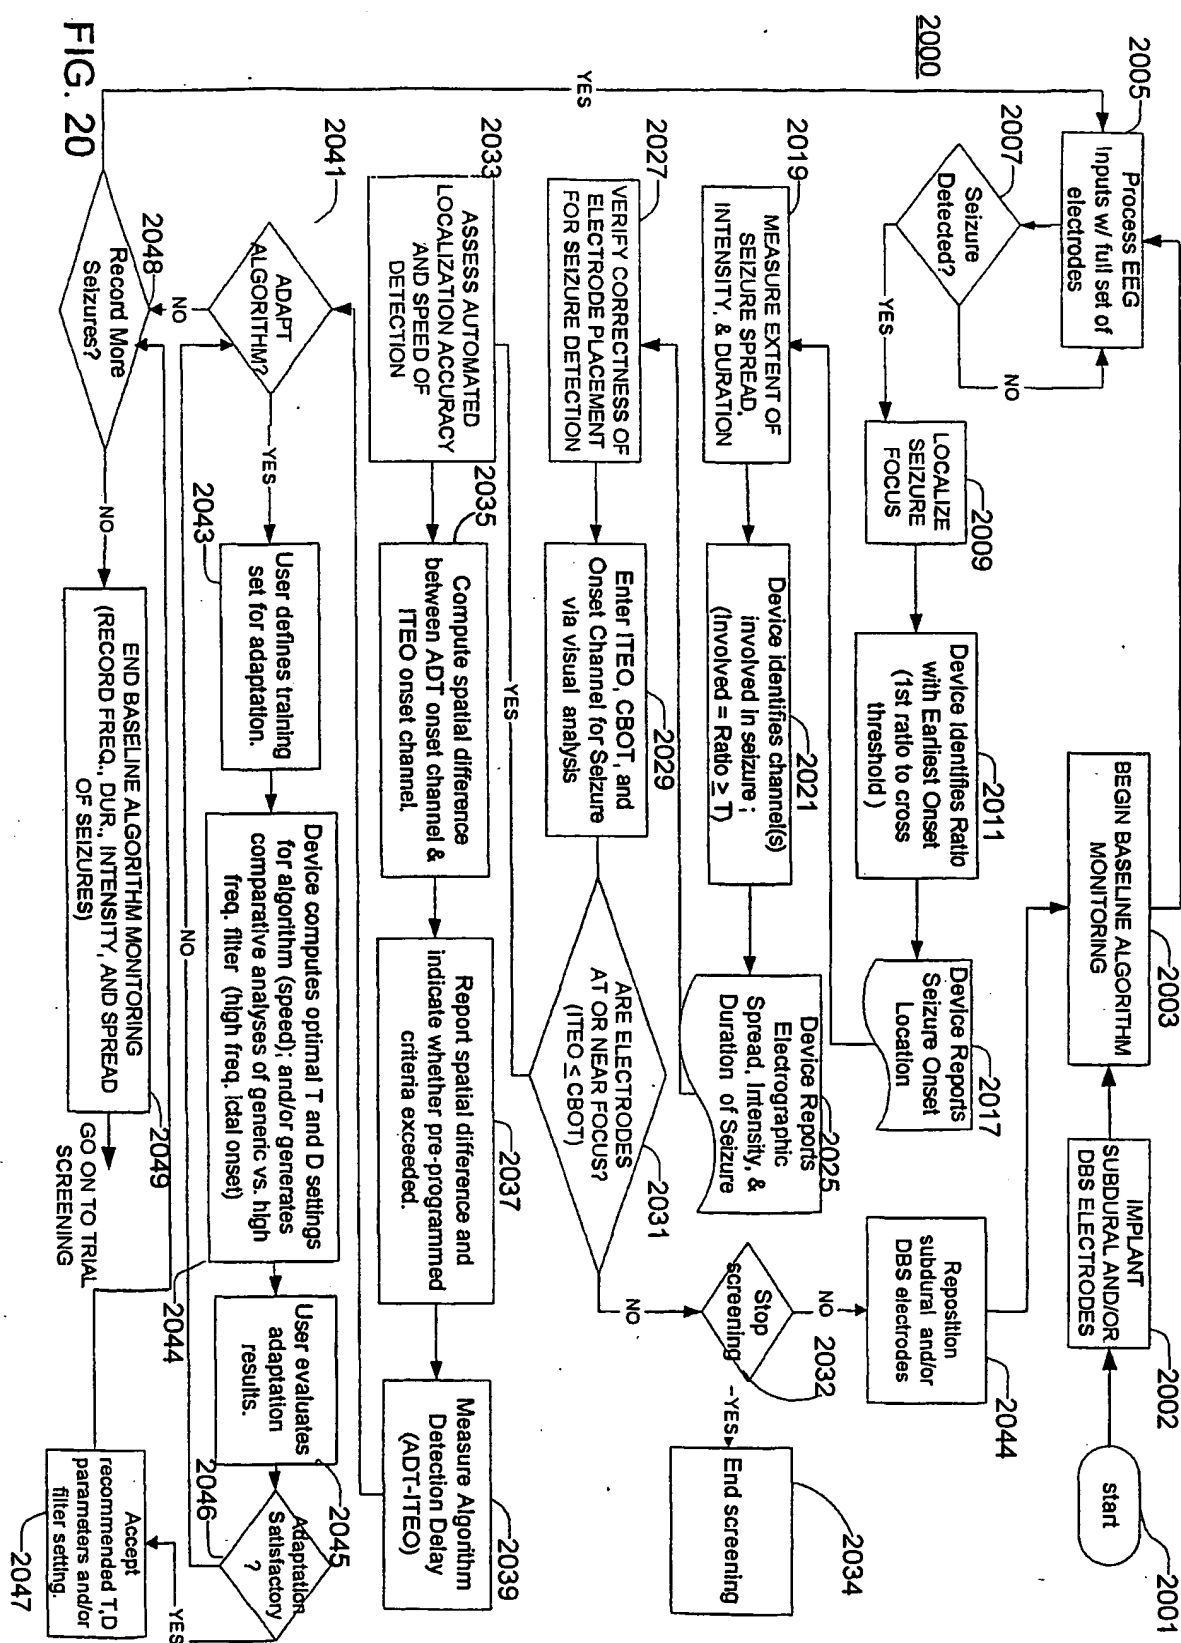 2000
start
2001
IMPLANT
SUBDURAL AND/OR
DBS ELECTRODES
2002
BEGIN BASELINE ALGORITHM
MONITORING
2003
2005
Process EEG
Inputs w/ full set of
electrodes
2007
Seizure
Detected?
NO
YES
LOCALIZE
SEIZURE
FOCUS
2009
Device Identifies Ratio
with Earliest Onset
(1st ratio to cross
threshold )
2011
Device Reports
Seizure Onset
Location
2017
2019
MEASURE EXTENT OF
SEIZURE SPREAD,
INTENSITY, & DURATION
Device identifies channel(s)
involved in seizure ;
(Involved = Ratio ≥ T)
2021
Device Reports
Electrographic
Spread, Intensity, &
Duration of Seizure
2025
2027
VERIFY CORRECTNESS OF
ELECTRODE PLACEMENT
FOR SEIZURE DETECTION
Enter ITEO, CBOT, and
Onset Channel for Seizure
via visual analysis
2029
ARE ELECTRODES
AT OR NEAR FOCUS?
(ITEO ≤ CBOT)
2031
YES
NO
Stop
screening
2032
NO
Reposition
subdural and/or
DBS electrodes
2044
YES
End screening
2034
2033
ASSESS AUTOMATED
LOCALIZATION ACCURACY
AND SPEED OF
DETECTION
2035
Compute spatial difference
between ADT onset channel &
ITEO onset channel.
Report spatial difference and
indicate whether pre-programmed
criteria exceeded.
2037
Measure Algorithm
Detection Delay
(ADT-ITEO)
2039
2041
ADAPT
ALGORITHM?
YES
NO
User defines training
set for adaptation.
2043
Device computes optimal T and D settings
for algorithm (speed); and/or generates
comparative analyses of generic vs. high
freq. filter (high freq. ictal onset)
2044
User evaluates
adaptation
results.
2045
Adaptation
Satisfactory
?
2046
NO
YES
Accept
recommended T,D
parameters and/or
filter setting.
2047
2048
Record More
Seizures?
YES
NO
END BASELINE ALGORITHM MONITORING
(RECORD FREQ., DUR., INTENSITY, AND SPREAD
OF SEIZURES)
2049
GO ON TO TRIAL
SCREENING
FIG. 20